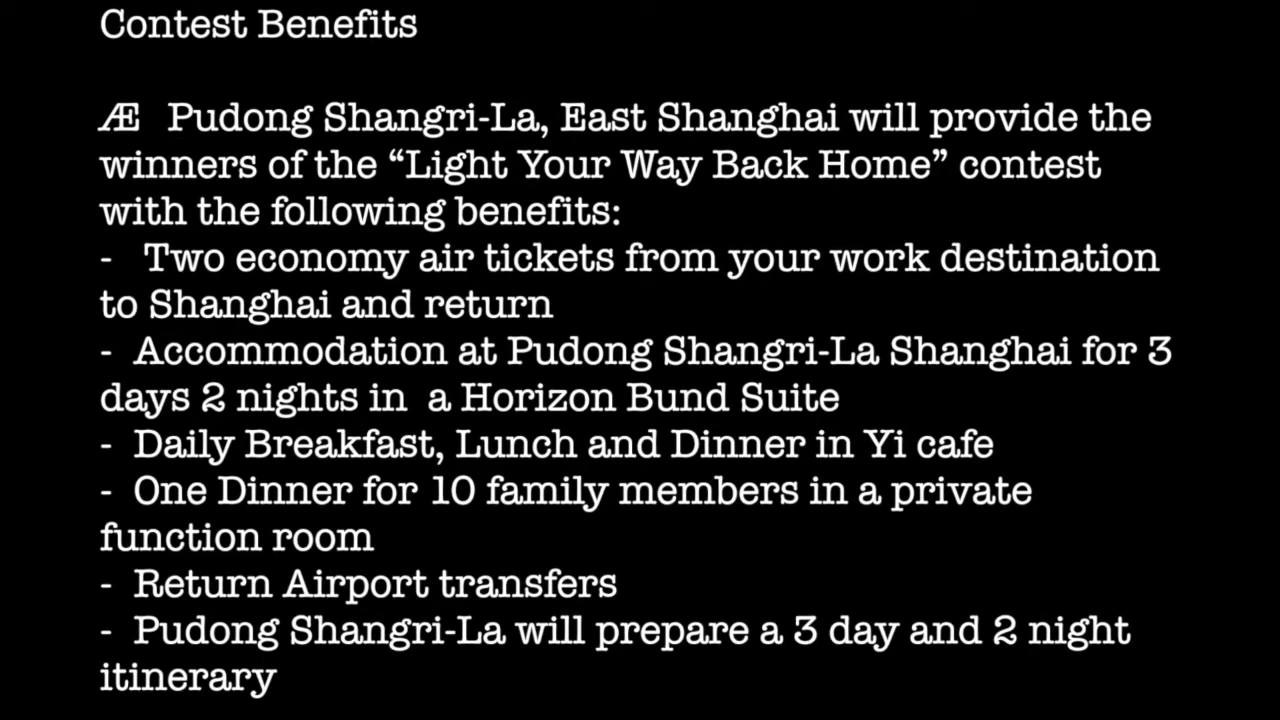 Contest Benefits
Æ Pudong Shangri-La, East Shanghai will provide the
winners of the “Light Your Way Back Home” contest
with the following benefits:
- Two economy air tickets from your work destination
to Shanghai and return
- Accommodation at Pudong Shangri-La Shanghai for 3
days 2 nights in a Horizon Bund Suite
- Daily Breakfast, Lunch and Dinner in Yi cafe
- One Dinner for 10 family members in a private
function room
- Return Airport transfers
- Pudong Shangri-La will prepare a 3 day and 2 night
itinerary